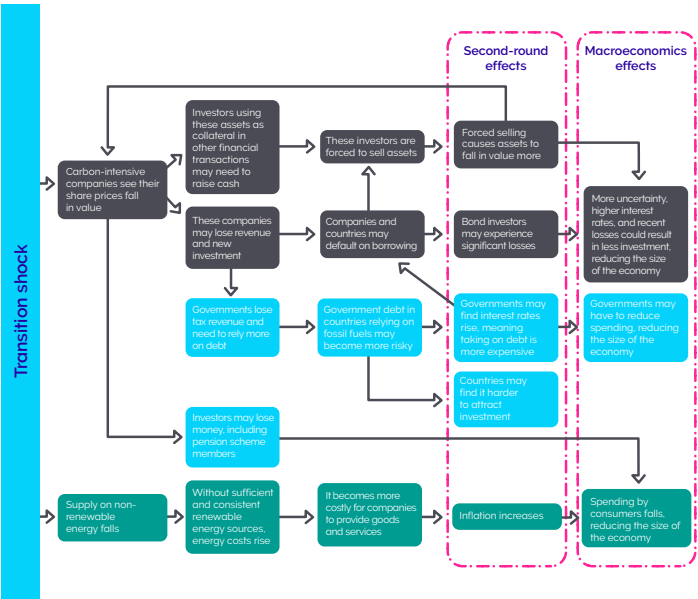 Transition shock
Second-round
effects
Macroeconomics
effects
Carbon-intensive
companies see their
share prices fall
in value
Investors using
these assets as
collateral in
other financial
transactions
may need to
raise cash
These investors are
forced to sell assets
Forced selling
causes assets to
fall in value more
These companies
may lose revenue
and new
investment
Companies and
countries may
default on borrowing
Bond investors
may experience
significant losses
More uncertainty,
higher interest
rates, and recent
losses could result
in less investment,
reducing the size
of the economy
Governments lose
tax revenue and
need to rely more
on debt
Government debt in
countries relying on
fossil fuels may
become more risky
Governments may
find interest rates
rise, meaning
taking on debt is
more expensive
Governments may
have to reduce
spending, reducing
the size of the
economy
Countries may
find it harder
to attract
investment
Investors may lose
money, including
pension scheme
members
Supply on non-
renewable
energy falls
Without sufficient
and consistent
renewable
energy sources,
energy costs rise
It becomes more
costly for companies
to provide goods
and services
Inflation increases
Spending by
consumers falls,
reducing the size of
the economy